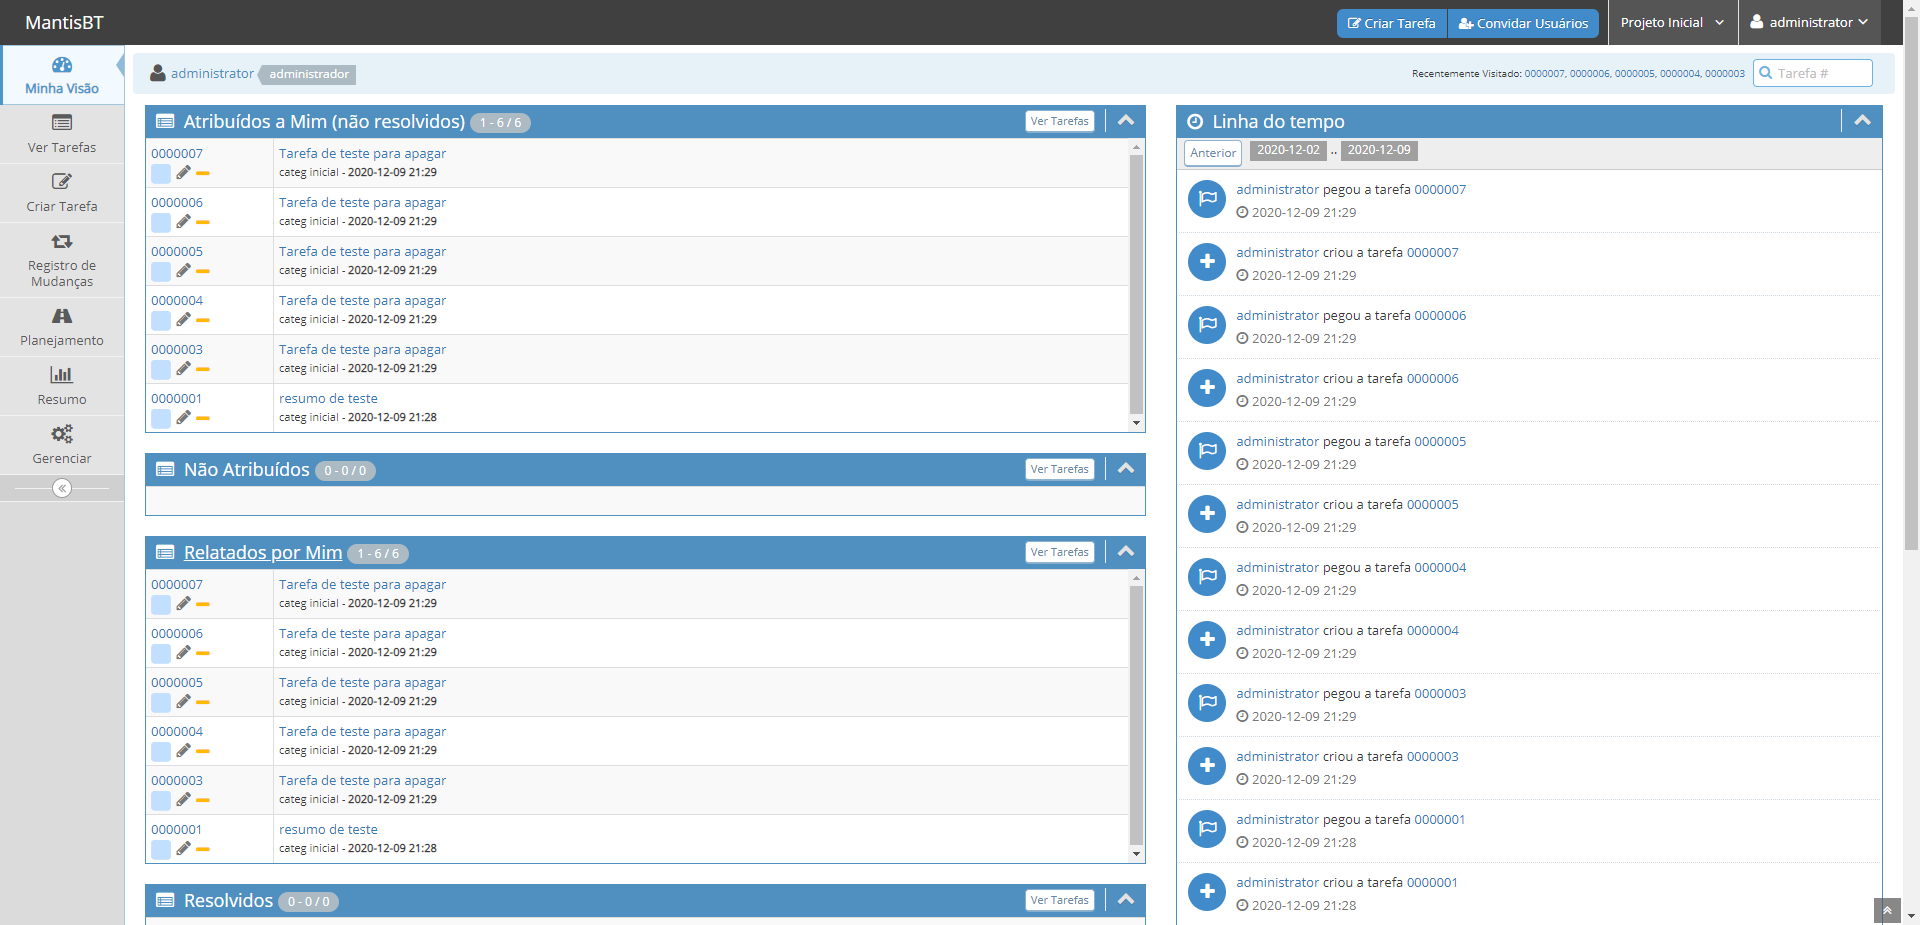 MantisBT
Criar Tarefa
Convidar Usuários
Projeto Inicial
administrator
Minha Visão
Ver Tarefas
Criar Tarefa
Registro de
Mudanças
Planejamento
Resumo
Gerenciar
administrator administrador
Recentemente Visitado: 0000007, 0000006, 0000005, 0000004, 0000003
Tarefa #
Atribuídos a Mim (não resolvidos) 1 - 6 / 6
Ver Tarefas
0000007
Tarefa de teste para apagar
categ inicial - 2020-12-09 21:29
0000006
Tarefa de teste para apagar
categ inicial - 2020-12-09 21:29
0000005
Tarefa de teste para apagar
categ inicial - 2020-12-09 21:29
0000004
Tarefa de teste para apagar
categ inicial - 2020-12-09 21:29
0000003
Tarefa de teste para apagar
categ inicial - 2020-12-09 21:29
0000001
resumo de teste
categ inicial - 2020-12-09 21:28
Não Atribuídos 0 - 0 / 0
Ver Tarefas
Relatados por Mim 1 - 6 / 6
Ver Tarefas
0000007
Tarefa de teste para apagar
categ inicial - 2020-12-09 21:29
0000006
Tarefa de teste para apagar
categ inicial - 2020-12-09 21:29
0000005
Tarefa de teste para apagar
categ inicial - 2020-12-09 21:29
0000004
Tarefa de teste para apagar
categ inicial - 2020-12-09 21:29
0000003
Tarefa de teste para apagar
categ inicial - 2020-12-09 21:29
0000001
resumo de teste
categ inicial - 2020-12-09 21:28
Resolvidos 0 - 0 / 0
Ver Tarefas
Linha do tempo
Anterior 2020-12-02 .. 2020-12-09
administrator pegou a tarefa 0000007
2020-12-09 21:29
administrator criou a tarefa 0000007
2020-12-09 21:29
administrator pegou a tarefa 0000006
2020-12-09 21:29
administrator criou a tarefa 0000006
2020-12-09 21:29
administrator pegou a tarefa 0000005
2020-12-09 21:29
administrator criou a tarefa 0000005
2020-12-09 21:29
administrator pegou a tarefa 0000004
2020-12-09 21:29
administrator criou a tarefa 0000004
2020-12-09 21:29
administrator pegou a tarefa 0000003
2020-12-09 21:29
administrator criou a tarefa 0000003
2020-12-09 21:29
administrator pegou a tarefa 0000001
2020-12-09 21:28
administrator criou a tarefa 0000001
2020-12-09 21:28